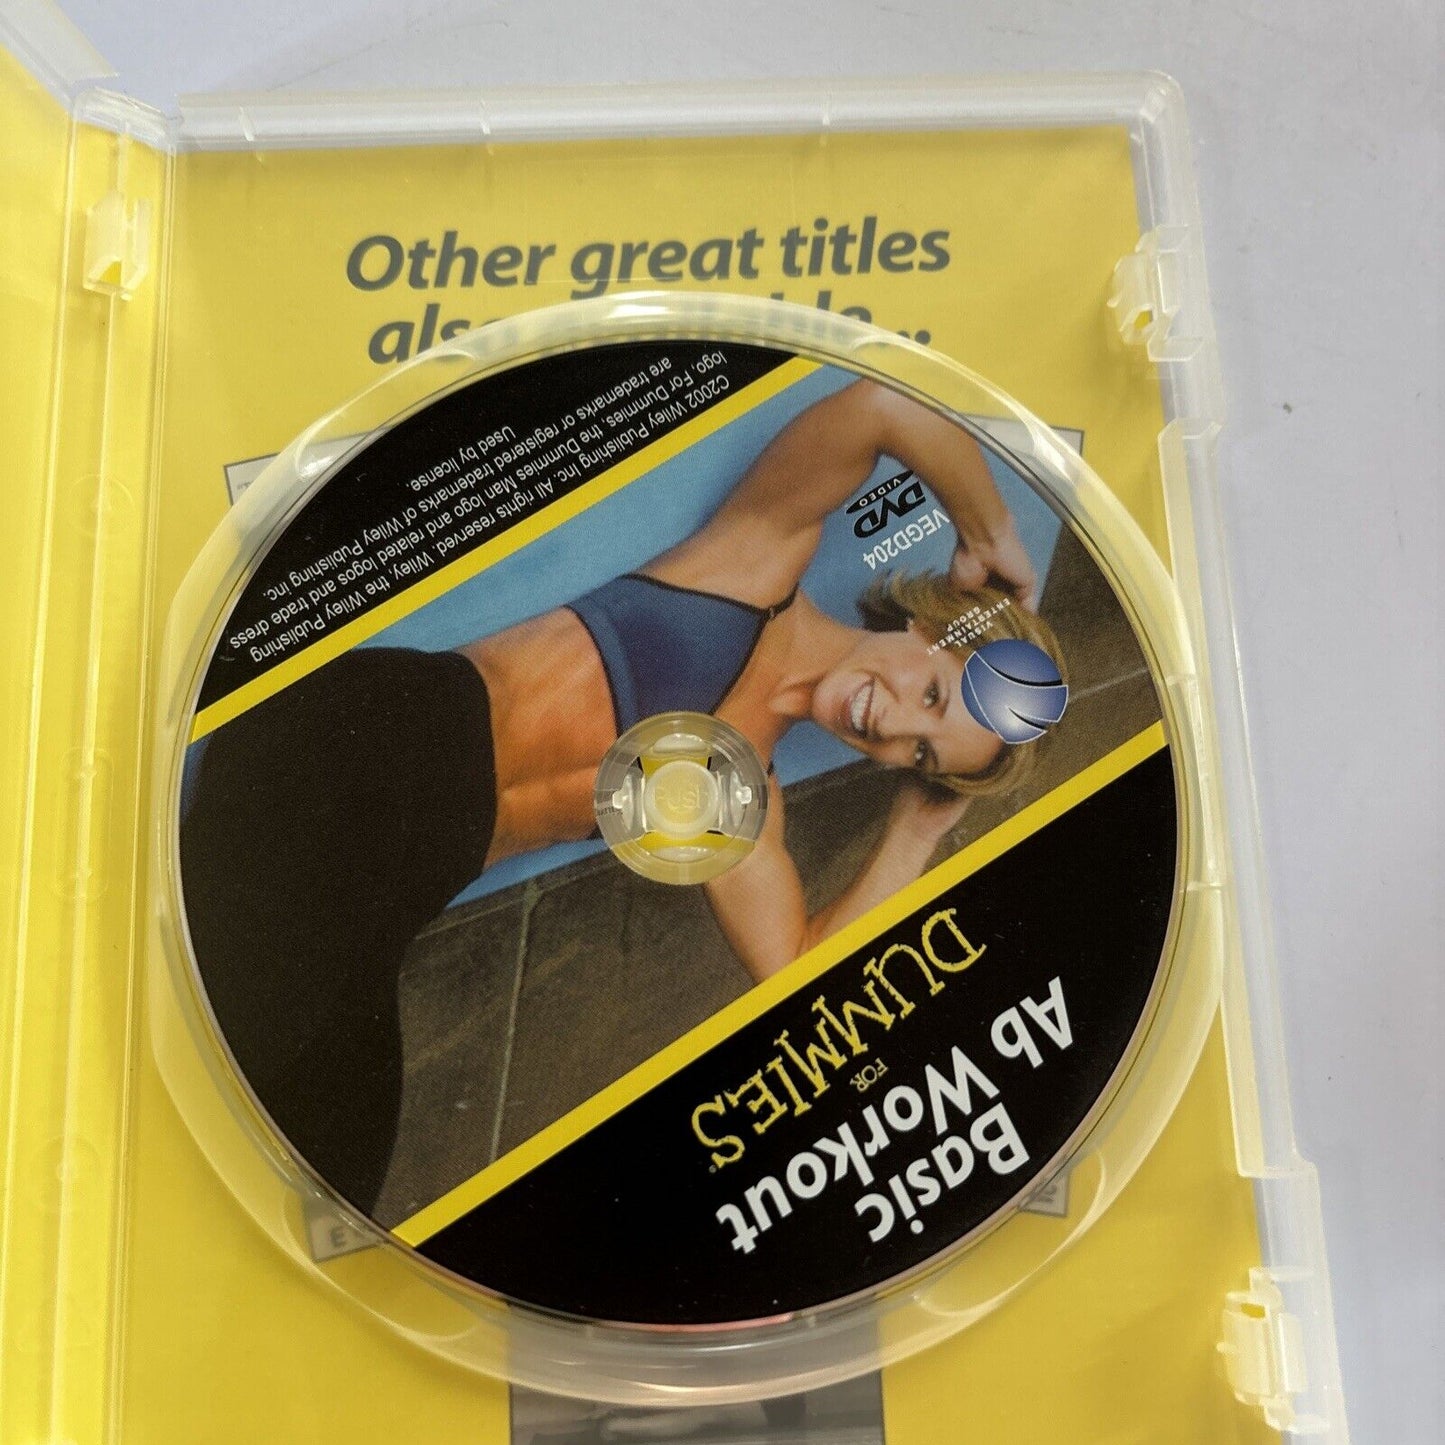 Other great titles
also
Basic
Ab Workout
FOR
DUMMIES®
VISUAL
ENTERTAINMENT
GROUP
VEGD204
DVD
VIDEO
C2002 Wiley Publishing Inc. All rights reserved. Wiley, the Wiley Publishing
logo, For Dummies, the Dummies Man logo and related logos and trade dress
are trademarks or registered trademarks of Wiley Publishing inc.
Used by license.
PUSH